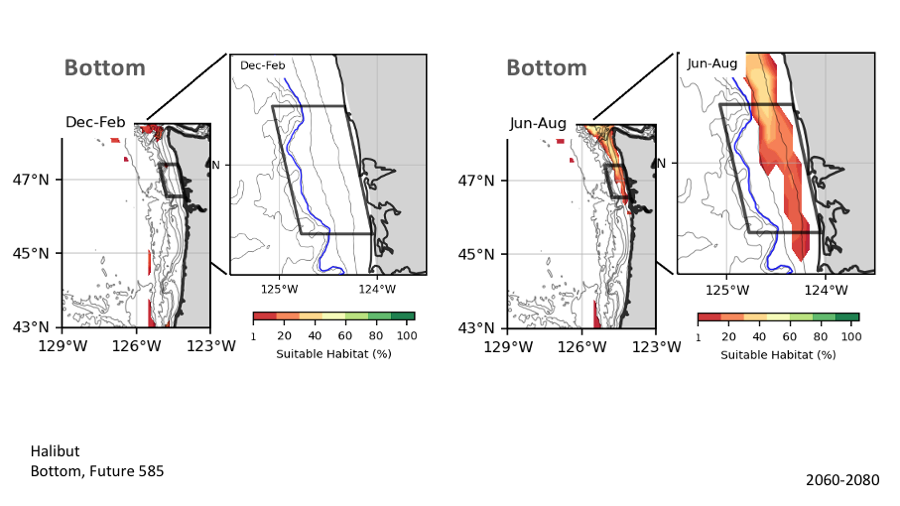 Bottom
Dec-Feb
Dec-Feb
47°N
45°N
43°N
129°W 126°W 123°W
N
125°W 124°W
1 20 40 60 80 100
Suitable Habitat (%)
Bottom
Jun-Aug
Jun-Aug
47°N
45°N
43°N
129°W 126°W 123°W
N
125°W 124°W
1 20 40 60 80 100
Suitable Habitat (%)
Halibut
Bottom, Future 585
2060-2080